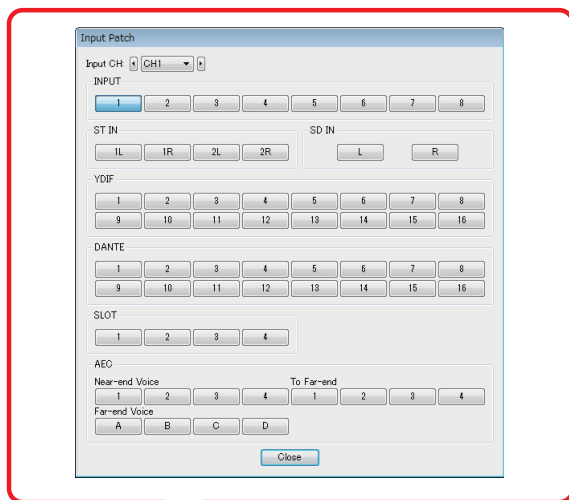 Input Patch
Input CH: CH1
INPUT
1 2 3 4 5 6 7 8
ST IN SD IN
1L 1R 2L 2R L R
YDIF
1 2 3 4 5 6 7 8
9 10 11 12 13 14 15 16
DANTE
1 2 3 4 5 6 7 8
9 10 11 12 13 14 15 16
SLOT
1 2 3 4
AEC
Near-end Voice To Far-end
1 2 3 4 1 2 3 4
Far-end Voice
A B C D
Close